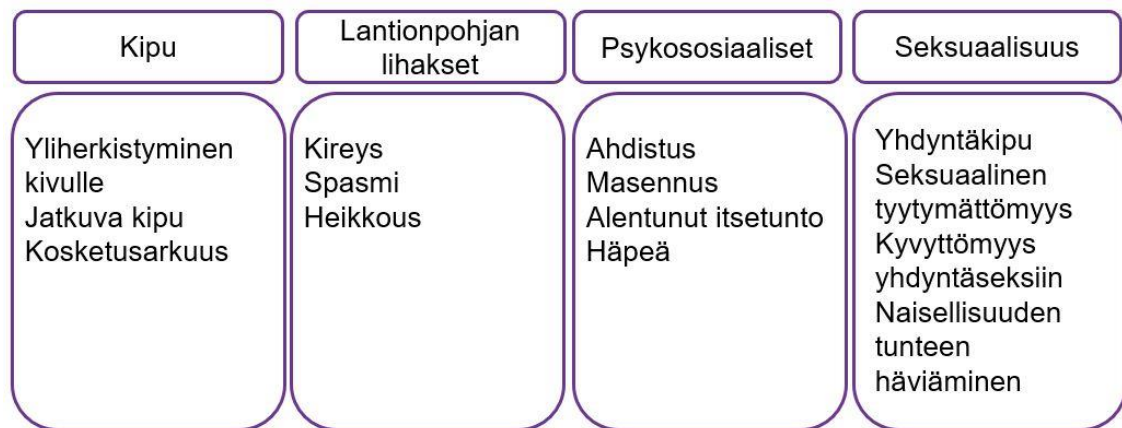 Kipu
Yliherkistyminen
kivulle
Jatkuva kipu
Kosketusarkuus
Lantionpohjan
lihakset
Kireys
Spasmi
Heikkous
Psykososiaaliset
Ahdistus
Masennus
Alentunut itsetunto
Häpeä
Seksuaalisuus
Yhdyntäkipu
Seksuaalinen
tyytymättömyys
Kyvyttömyys
yhdyntäseksiin
Naisellisuuden
tunteen
häviäminen